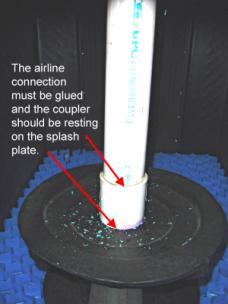 The airline
connection
must be glued
and the coupler
should be resting
on the splash
plate.